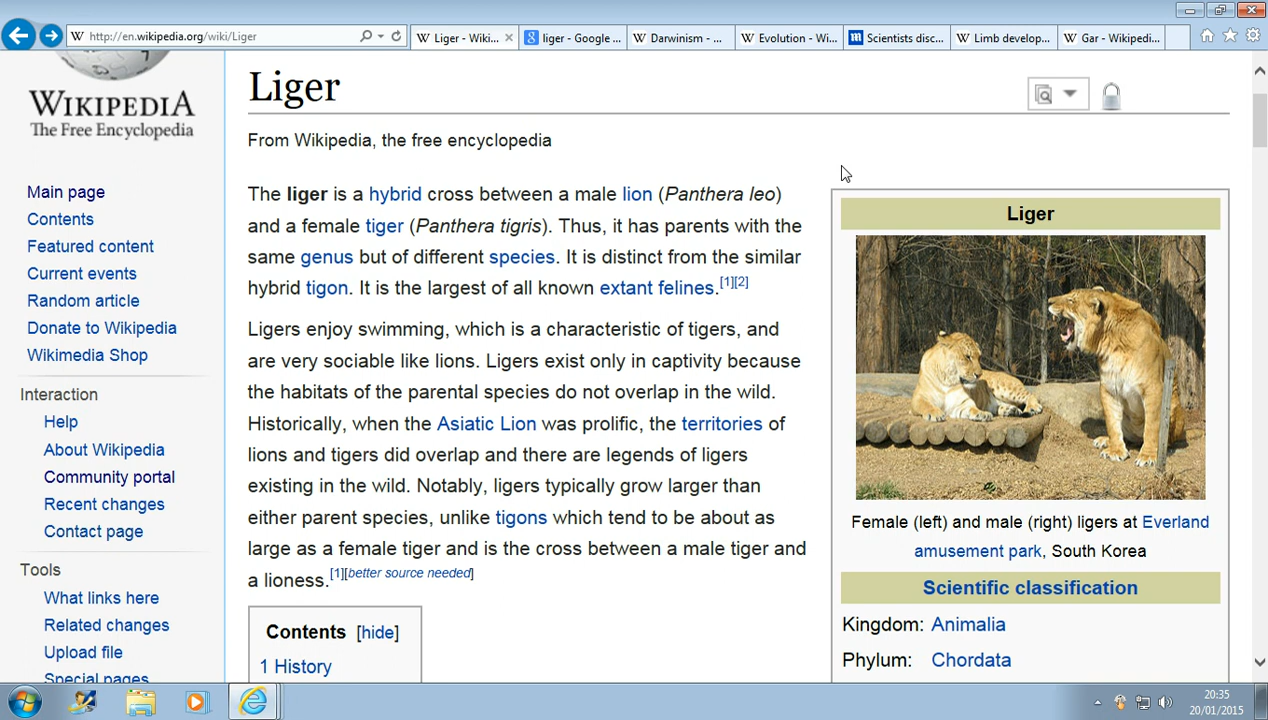 http://en.wikipedia.org/wiki/Liger
Liger - Wiki...
liger - Google ...
Darwinism - ...
Evolution - Wi...
Scientists disc...
Limb develop...
Gar - Wikipedi...
WIKIPEDIA
The Free Encyclopedia
Main page
Contents
Featured content
Current events
Random article
Donate to Wikipedia
Wikimedia Shop
Interaction
Help
About Wikipedia
Community portal
Recent changes
Contact page
Tools
What links here
Related changes
Upload file
Special pages
Liger
From Wikipedia, the free encyclopedia
The liger is a hybrid cross between a male lion (Panthera leo)
and a female tiger (Panthera tigris). Thus, it has parents with the
same genus but of different species. It is distinct from the similar
hybrid tigon. It is the largest of all known extant felines.[1][2]
Ligers enjoy swimming, which is a characteristic of tigers, and
are very sociable like lions. Ligers exist only in captivity because
the habitats of the parental species do not overlap in the wild.
Historically, when the Asiatic Lion was prolific, the territories of
lions and tigers did overlap and there are legends of ligers
existing in the wild. Notably, ligers typically grow larger than
either parent species, unlike tigons which tend to be about as
large as a female tiger and is the cross between a male tiger and
a lioness.[1][better source needed]
Contents [hide]
1 History
Liger
Female (left) and male (right) ligers at Everland
amusement park, South Korea
Scientific classification
Kingdom: Animalia
Phylum: Chordata
20:35
20/01/2015